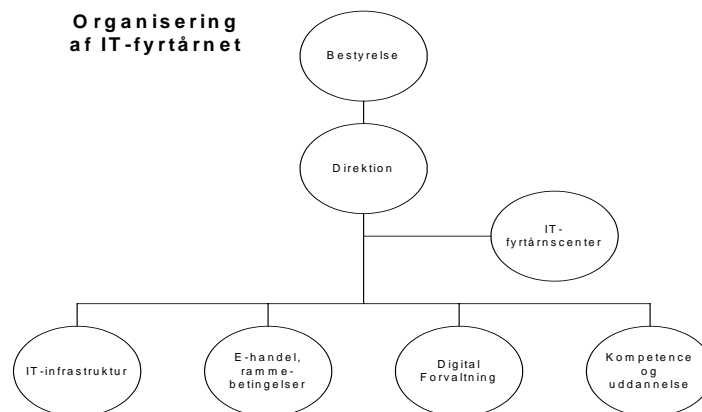 Organisering
af IT-fyrtårnet
Bestyrelse
Direktion
IT-
fyrtårnscenter
IT-infrastruktur
E-handel,
ramme-
betingelser
Digital
Forvaltning
Kompetence
og
uddannelse